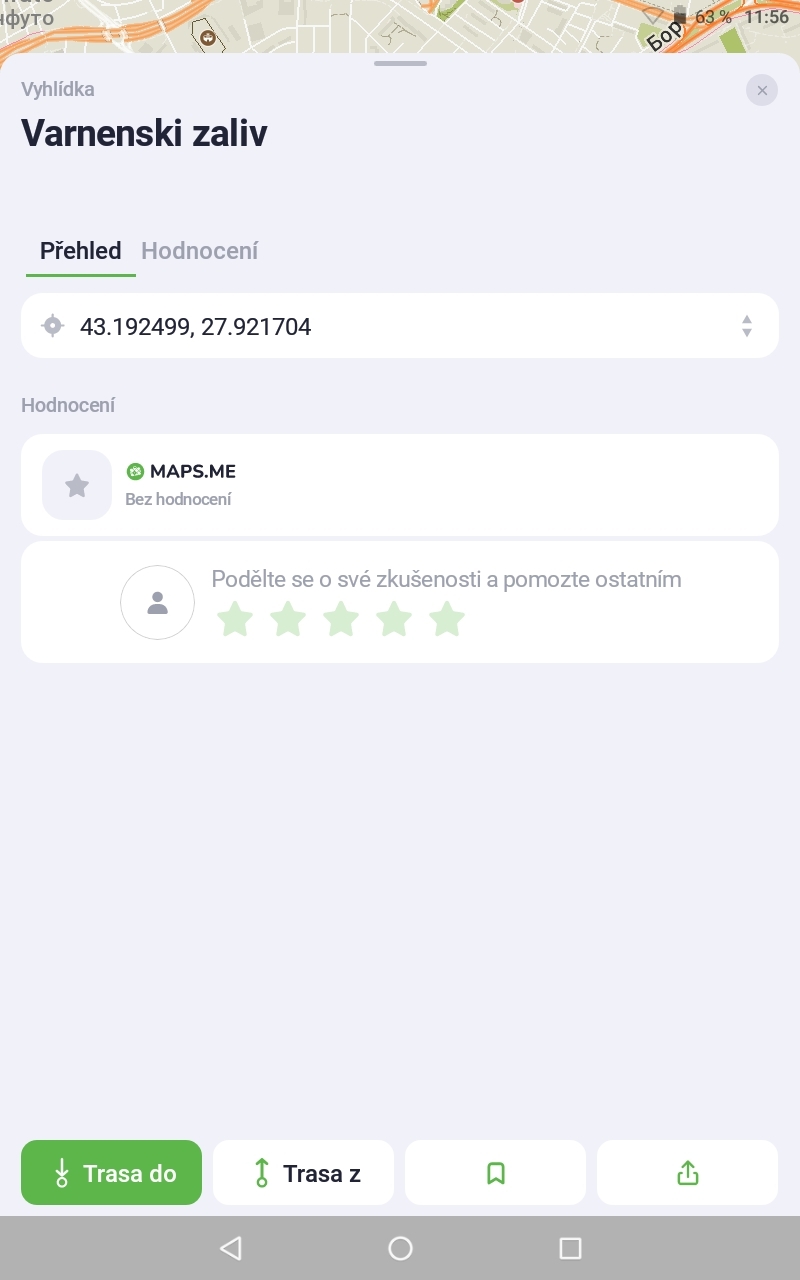 нфуто
63 %
11:56
Бор
Vyhlídka
Varnenski zaliv
Přehled
Hodnocení
43.192499, 27.921704
Hodnocení
MAPS.ME
Bez hodnocení
Podělte se o své zkušenosti a pomozte ostatním
Trasa do
Trasa z